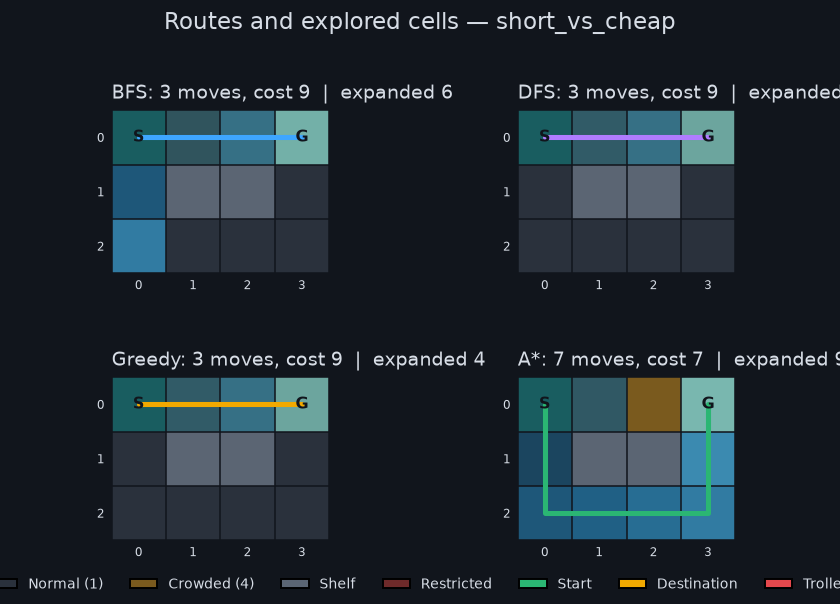 Routes and explored cells — short_vs_cheap
BFS: 3 moves, cost 9 | expanded 6
DFS: 3 moves, cost 9 | expanded
S G
0
1
2
0 1 2 3
S G
0
1
2
0 1 2 3
Greedy: 3 moves, cost 9 | expanded 4
A*: 7 moves, cost 7 | expanded 9
S G
0
1
2
0 1 2 3
S G
0
1
2
0 1 2 3
Normal (1) Crowded (4) Shelf Restricted Start Destination Trolle